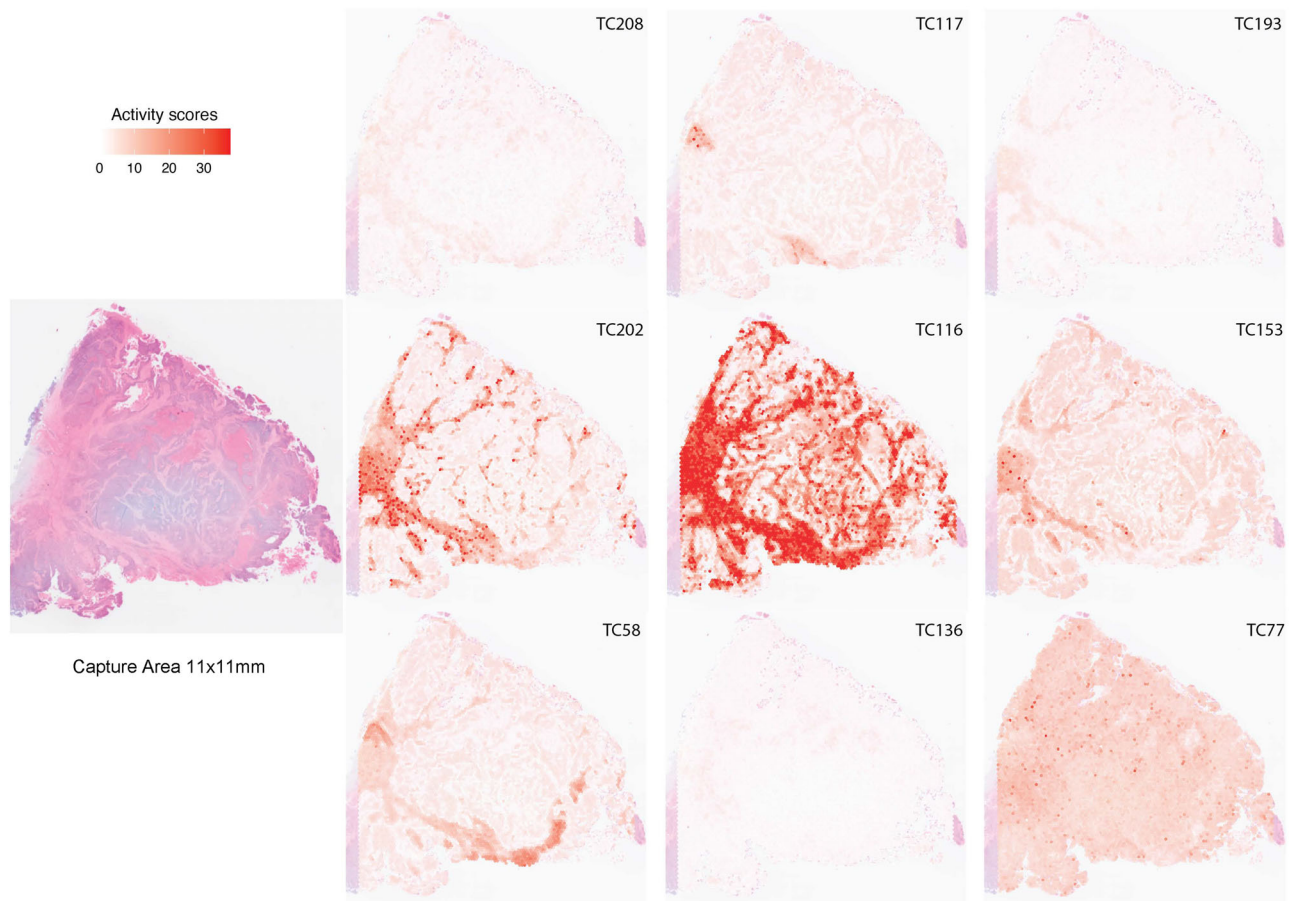 TC208
TC117
TC193
Activity scores
0 10 20 30
TC202
TC116
TC153
TC58
TC136
TC77
Capture Area 11x11mm